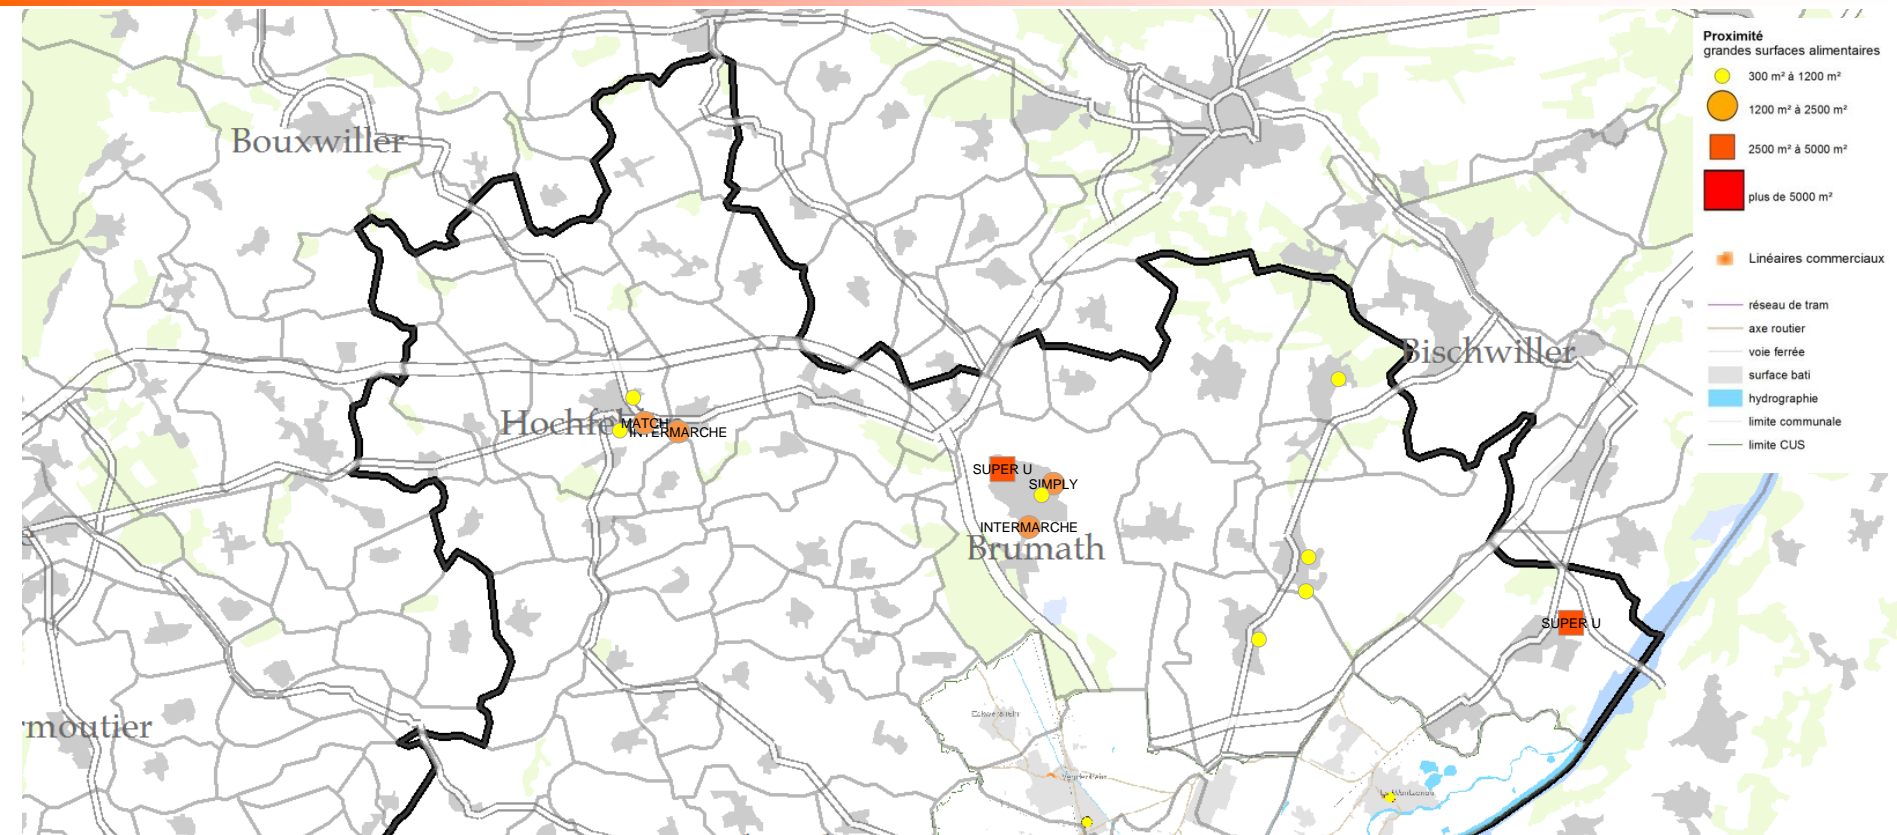 Proximité
grandes surfaces alimentaires
300 m² à 1200 m²
1200 m² à 2500 m²
2500 m² à 5000 m²
plus de 5000 m²
Linéaires commerciaux
réseau de tram
axe routier
voie ferrée
surface bati
hydrographie
limite communale
limite CUS
Bouxwiller
Bischwiller
MATCH
INTERMARCHE
SUPER U
SIMPLY
INTERMARCHE
Brumath
SUPER U
rmoutier